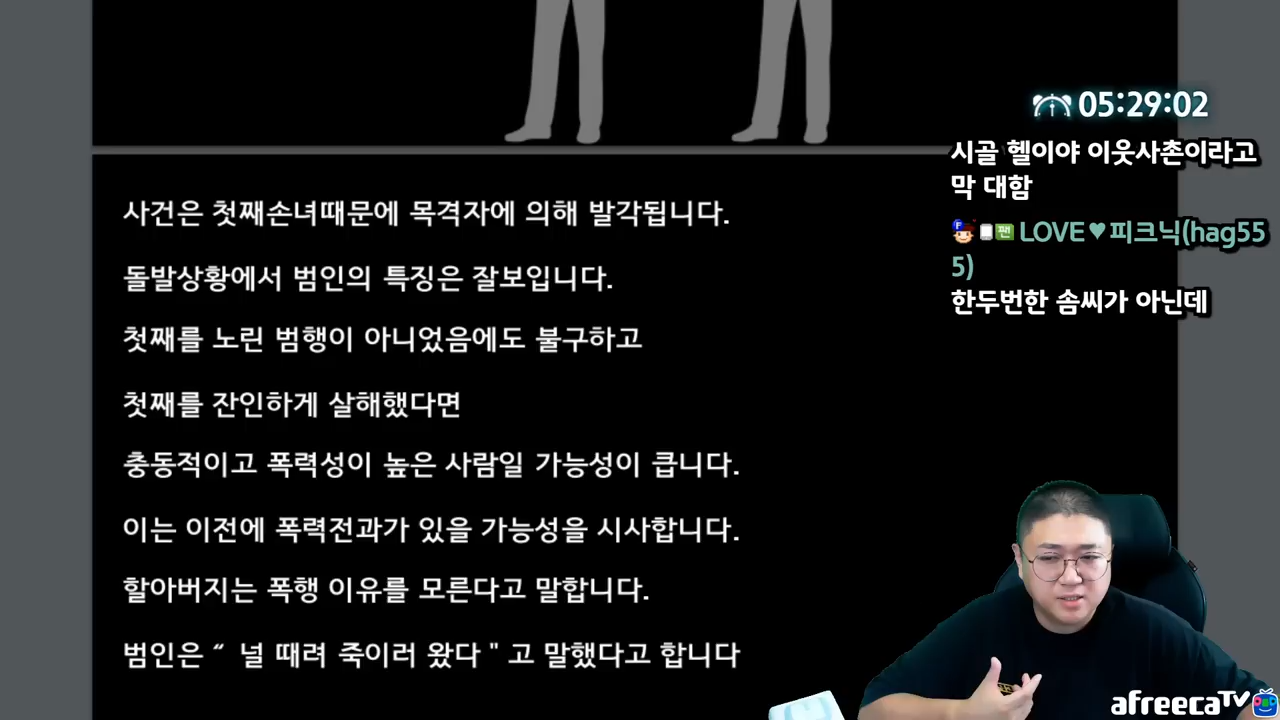 05:29:02
시골 헬이야 이웃사촌이라고
막 대함
팬 LOVE♥피크닉(hag55
5)
한두번한 솜씨가 아닌데
사건은 첫째손녀때문에 목격자에 의해 발각됩니다.
돌발상황에서 범인의 특징은 잘보입니다.
첫째를 노린 범행이 아니었음에도 불구하고
첫째를 잔인하게 살해했다면
충동적이고 폭력성이 높은 사람일 가능성이 큽니다.
이는 이전에 폭력전과가 있을 가능성을 시사합니다.
할아버지는 폭행 이유를 모른다고 말합니다.
범인은 “ 널 때려 죽이러 왔다 " 고 말했다고 합니다
afreecaTV